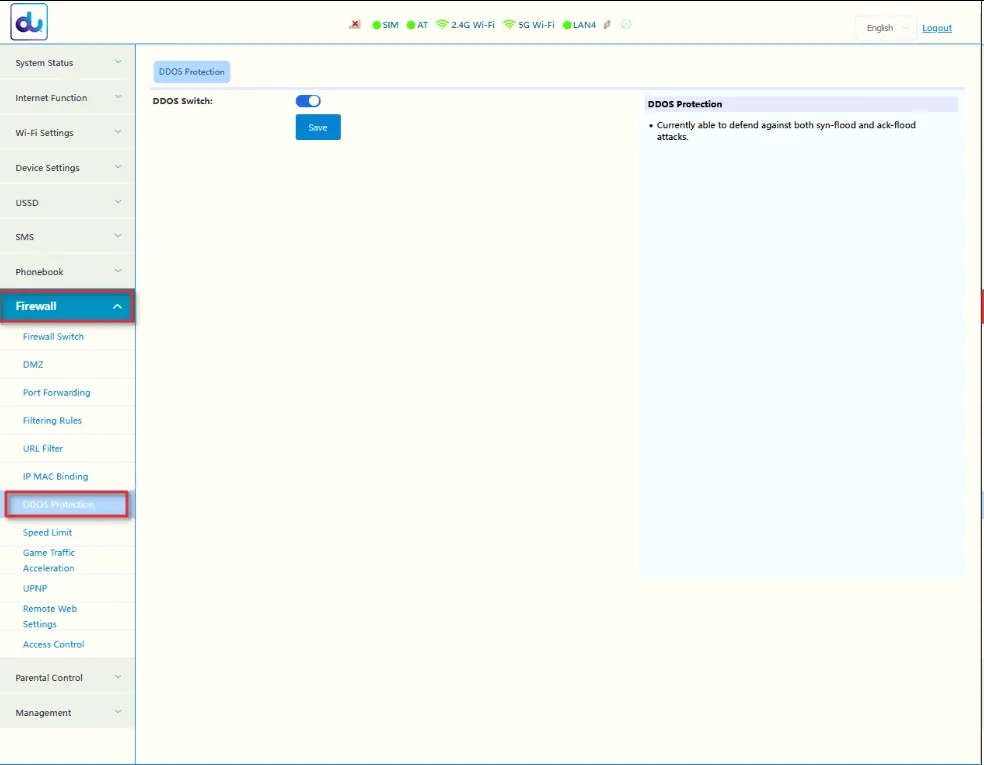 du
SIM AT 2.4G Wi-Fi 5G Wi-Fi LAN4
English Logout
System Status
Internet Function
Wi-Fi Settings
Device Settings
USSD
SMS
Phonebook
Firewall
Firewall Switch
DMZ
Port Forwarding
Filtering Rules
URL Filter
IP MAC Binding
DDOS Protection
Speed Limit
Game Traffic
Acceleration
UPNP
Remote Web
Settings
Access Control
Parental Control
Management
DDOS Protection
DDOS Switch:
Save
DDOS Protection
• Currently able to defend against both syn-flood and ack-flood
attacks.